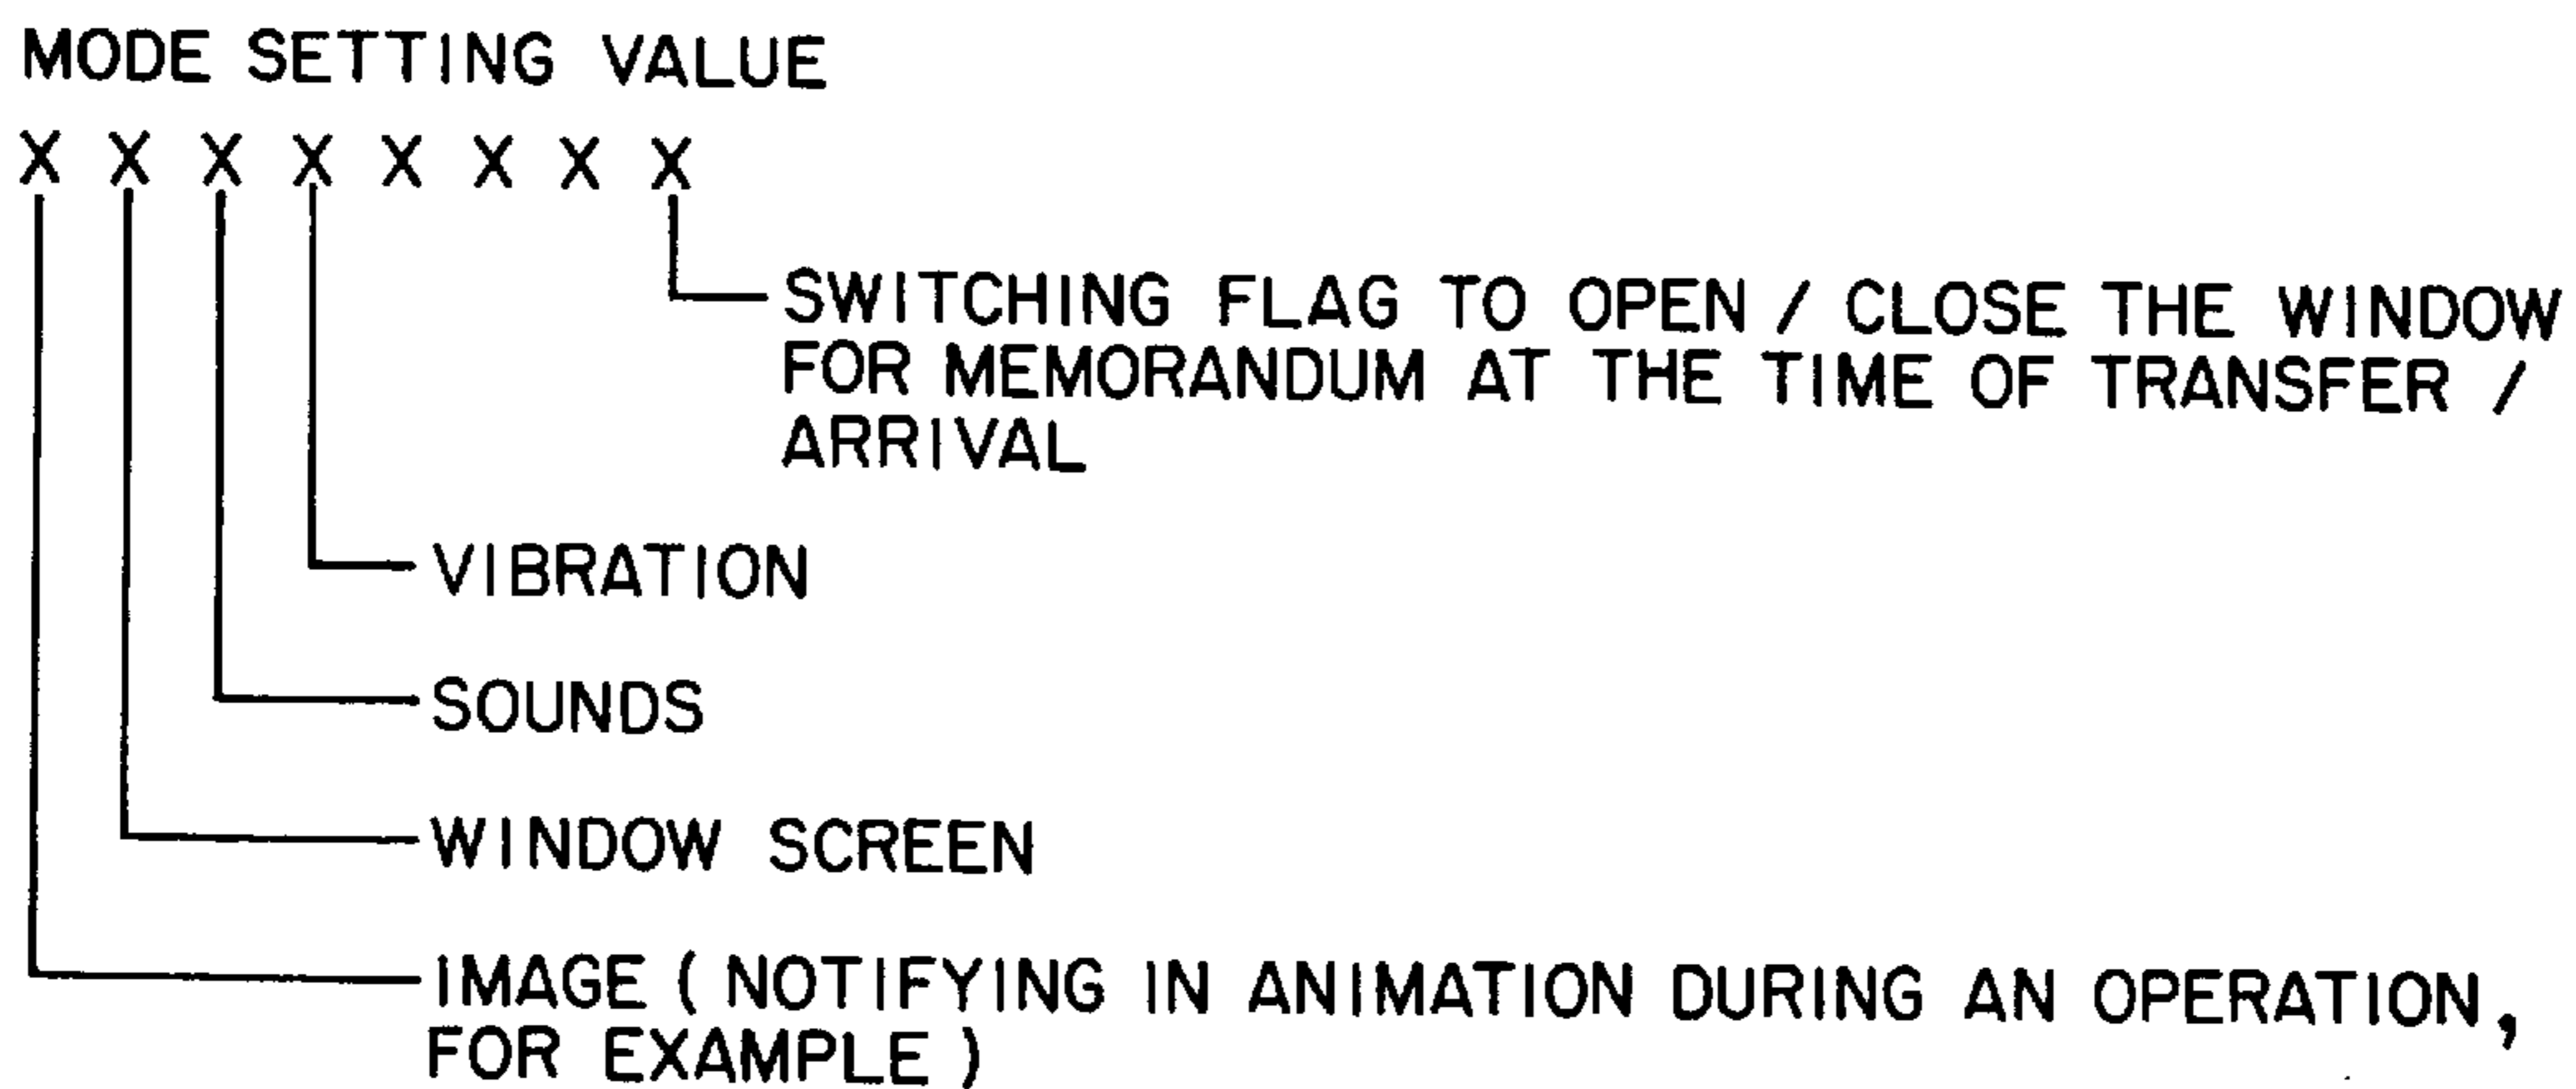 MODE SETTING VALUE
X X X X X X X X
SWITCHING FLAG TO OPEN / CLOSE THE WINDOW
FOR MEMORANDUM AT THE TIME OF TRANSFER /
ARRIVAL
VIBRATION
SOUNDS
WINDOW SCREEN
IMAGE ( NOTIFYING IN ANIMATION DURING AN OPERATION,
FOR EXAMPLE )